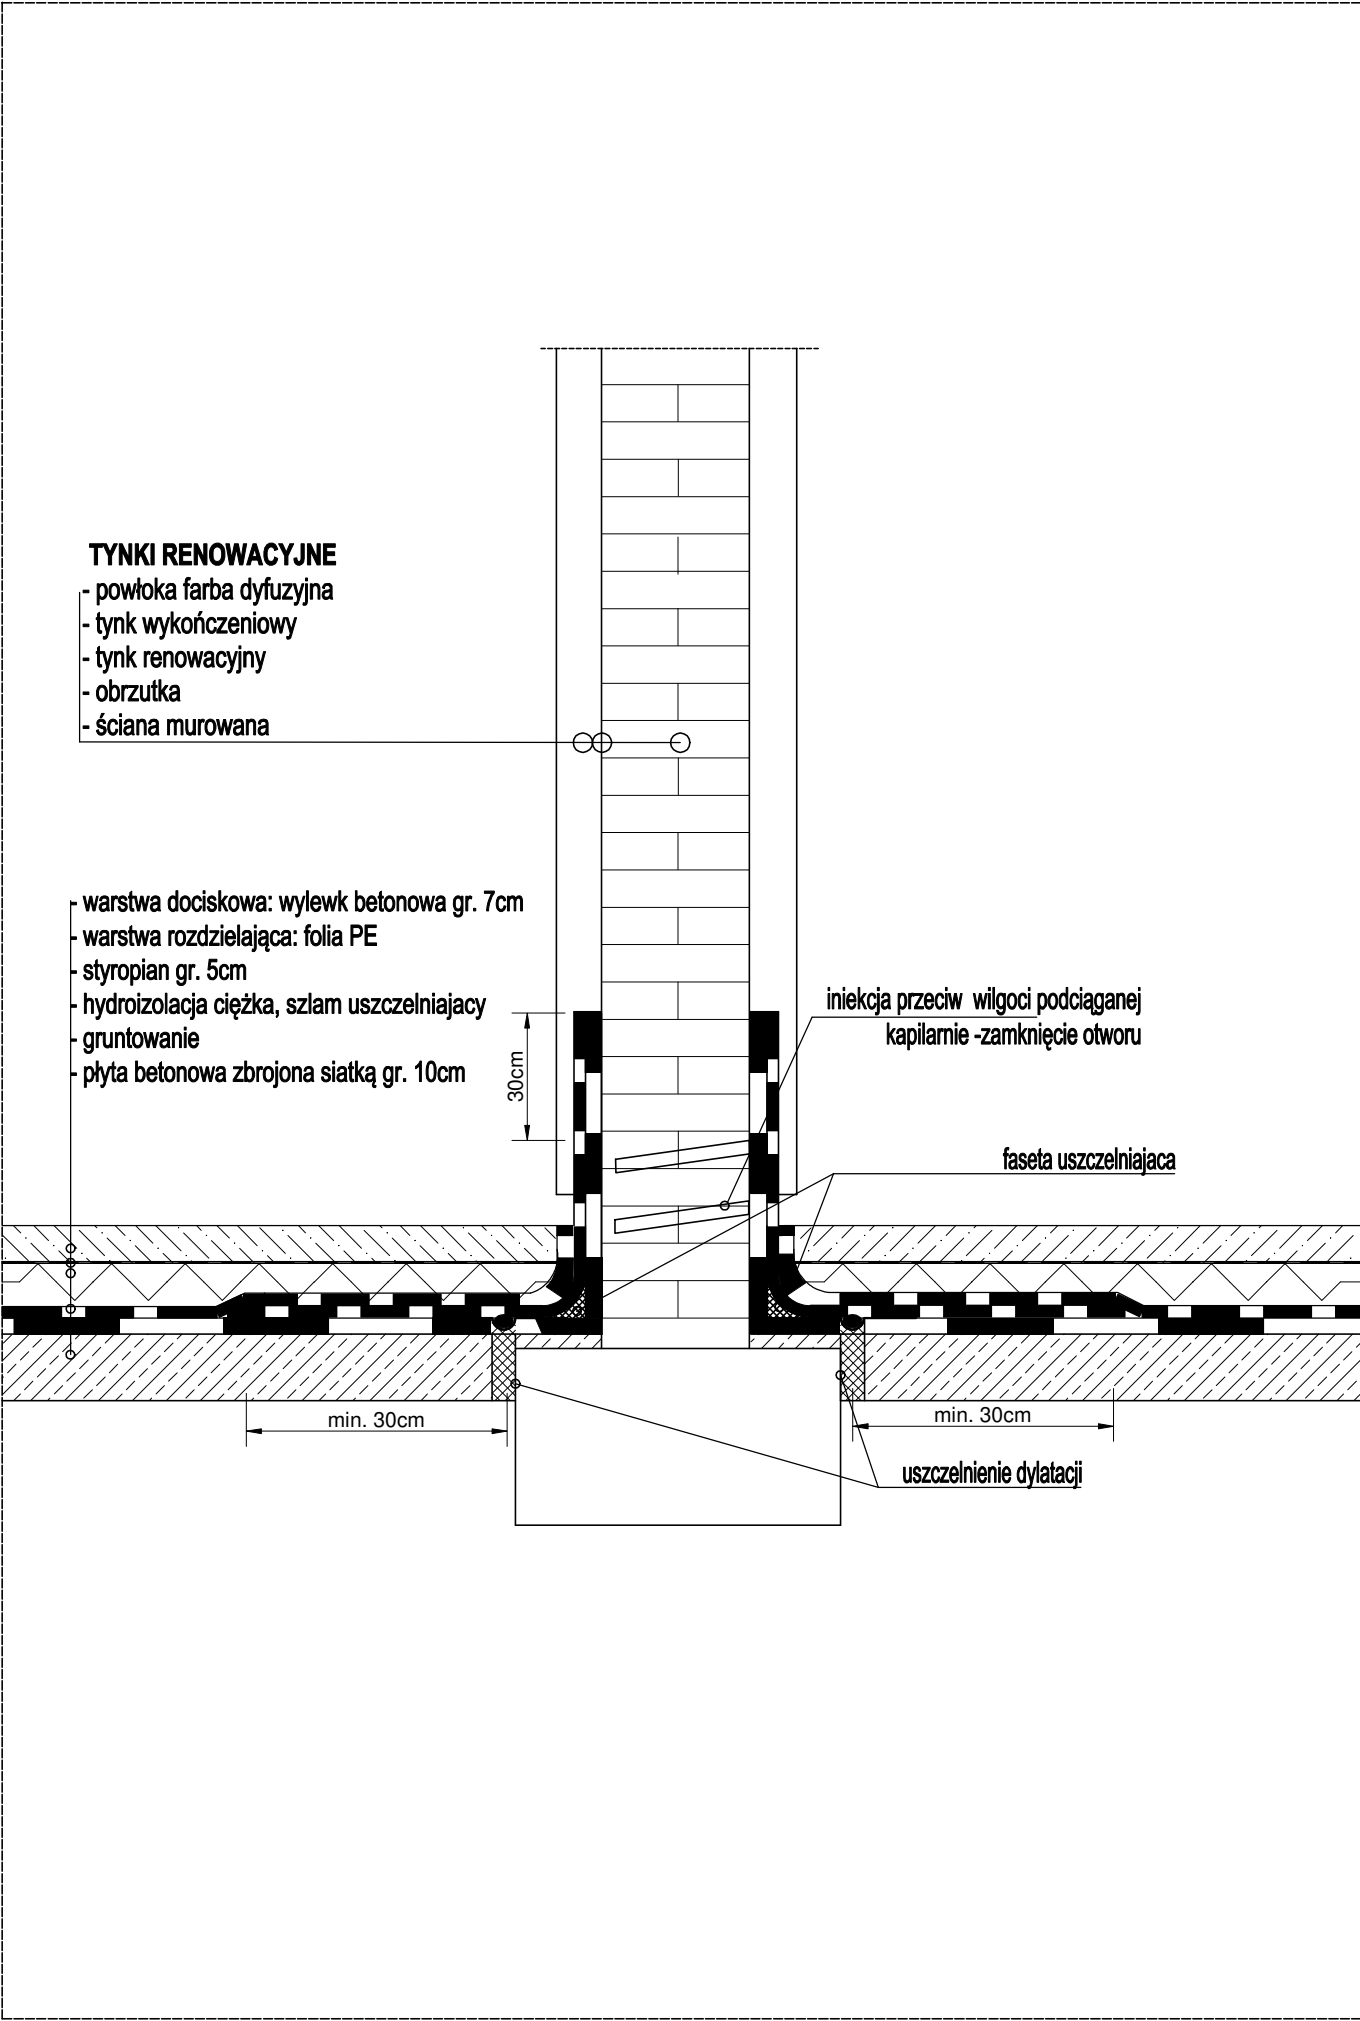 TYNKI RENOWACYJNE
- powłoka farba dyfuzyjna
- tynk wykończeniowy
- tynk renowacyjny
- obrzutka
- ściana murowana
- warstwa dociskowa: wylewk betonowa gr. 7cm
- warstwa rozdzielająca: folia PE
- styropian gr. 5cm
- hydroizolacja ciężka, szlam uszczelniajacy
- gruntowanie
- płyta betonowa zbrojona siatką gr. 10cm
iniekcja przeciw wilgoci podciąganej
kapilarnie -zamknięcie otworu
30cm
faseta uszczelniajaca
min. 30cm
min. 30cm
uszczelnienie dylatacji